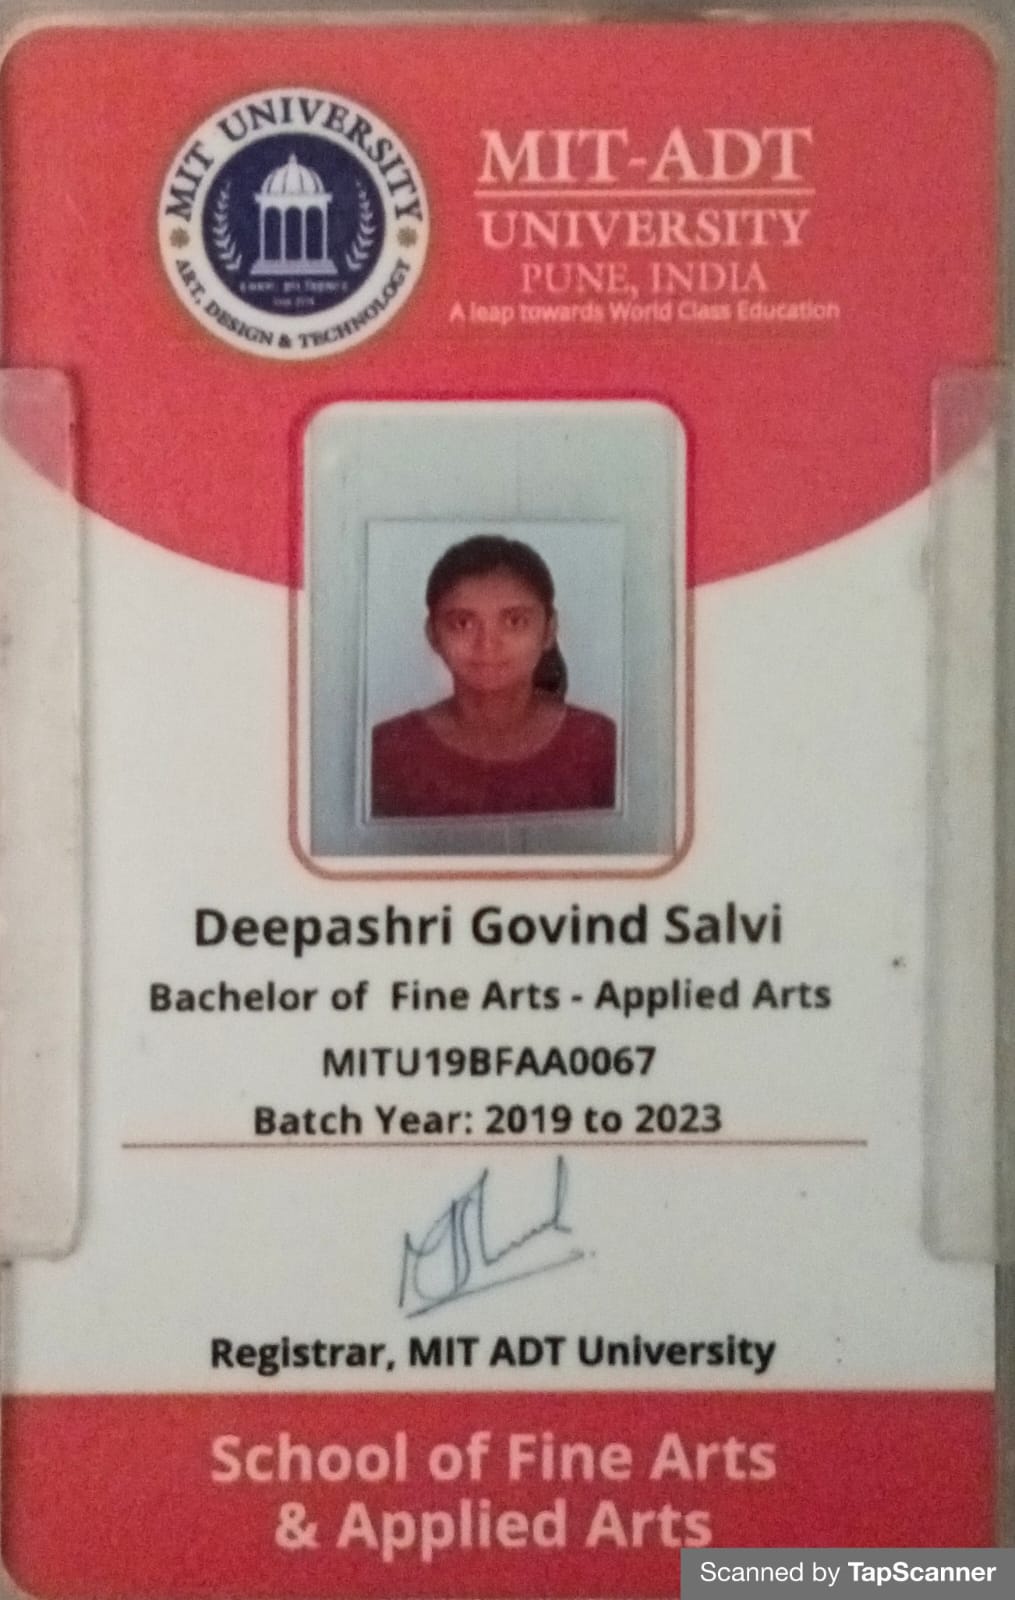 MIT UNIVERSITY
ART, DESIGN & TECHNOLOGY
MIT-ADT
UNIVERSITY
PUNE, INDIA
A leap towards World Class Education
Deepashri Govind Salvi
Bachelor of Fine Arts - Applied Arts
MITU19BFAA0067
Batch Year: 2019 to 2023
Registrar, MIT ADT University
School of Fine Arts
& Applied Arts
Scanned by TapScanner